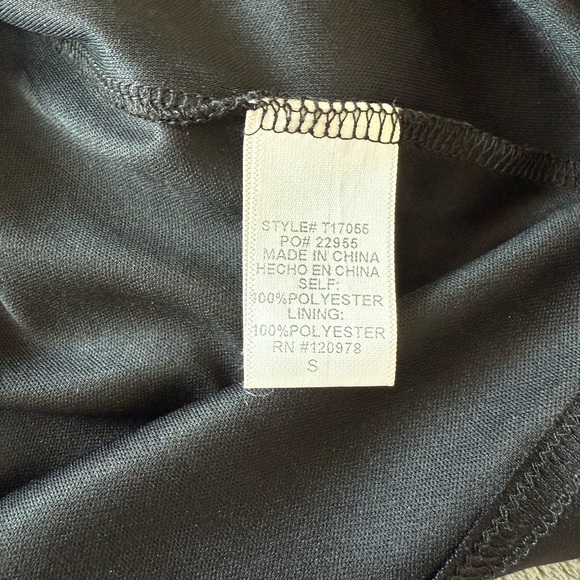 STYLE# T17055
PO# 22955
MADE IN CHINA
HECHO EN CHINA
SELF:
100%POLYESTER
LINING:
100%POLYESTER
RN #120978
S